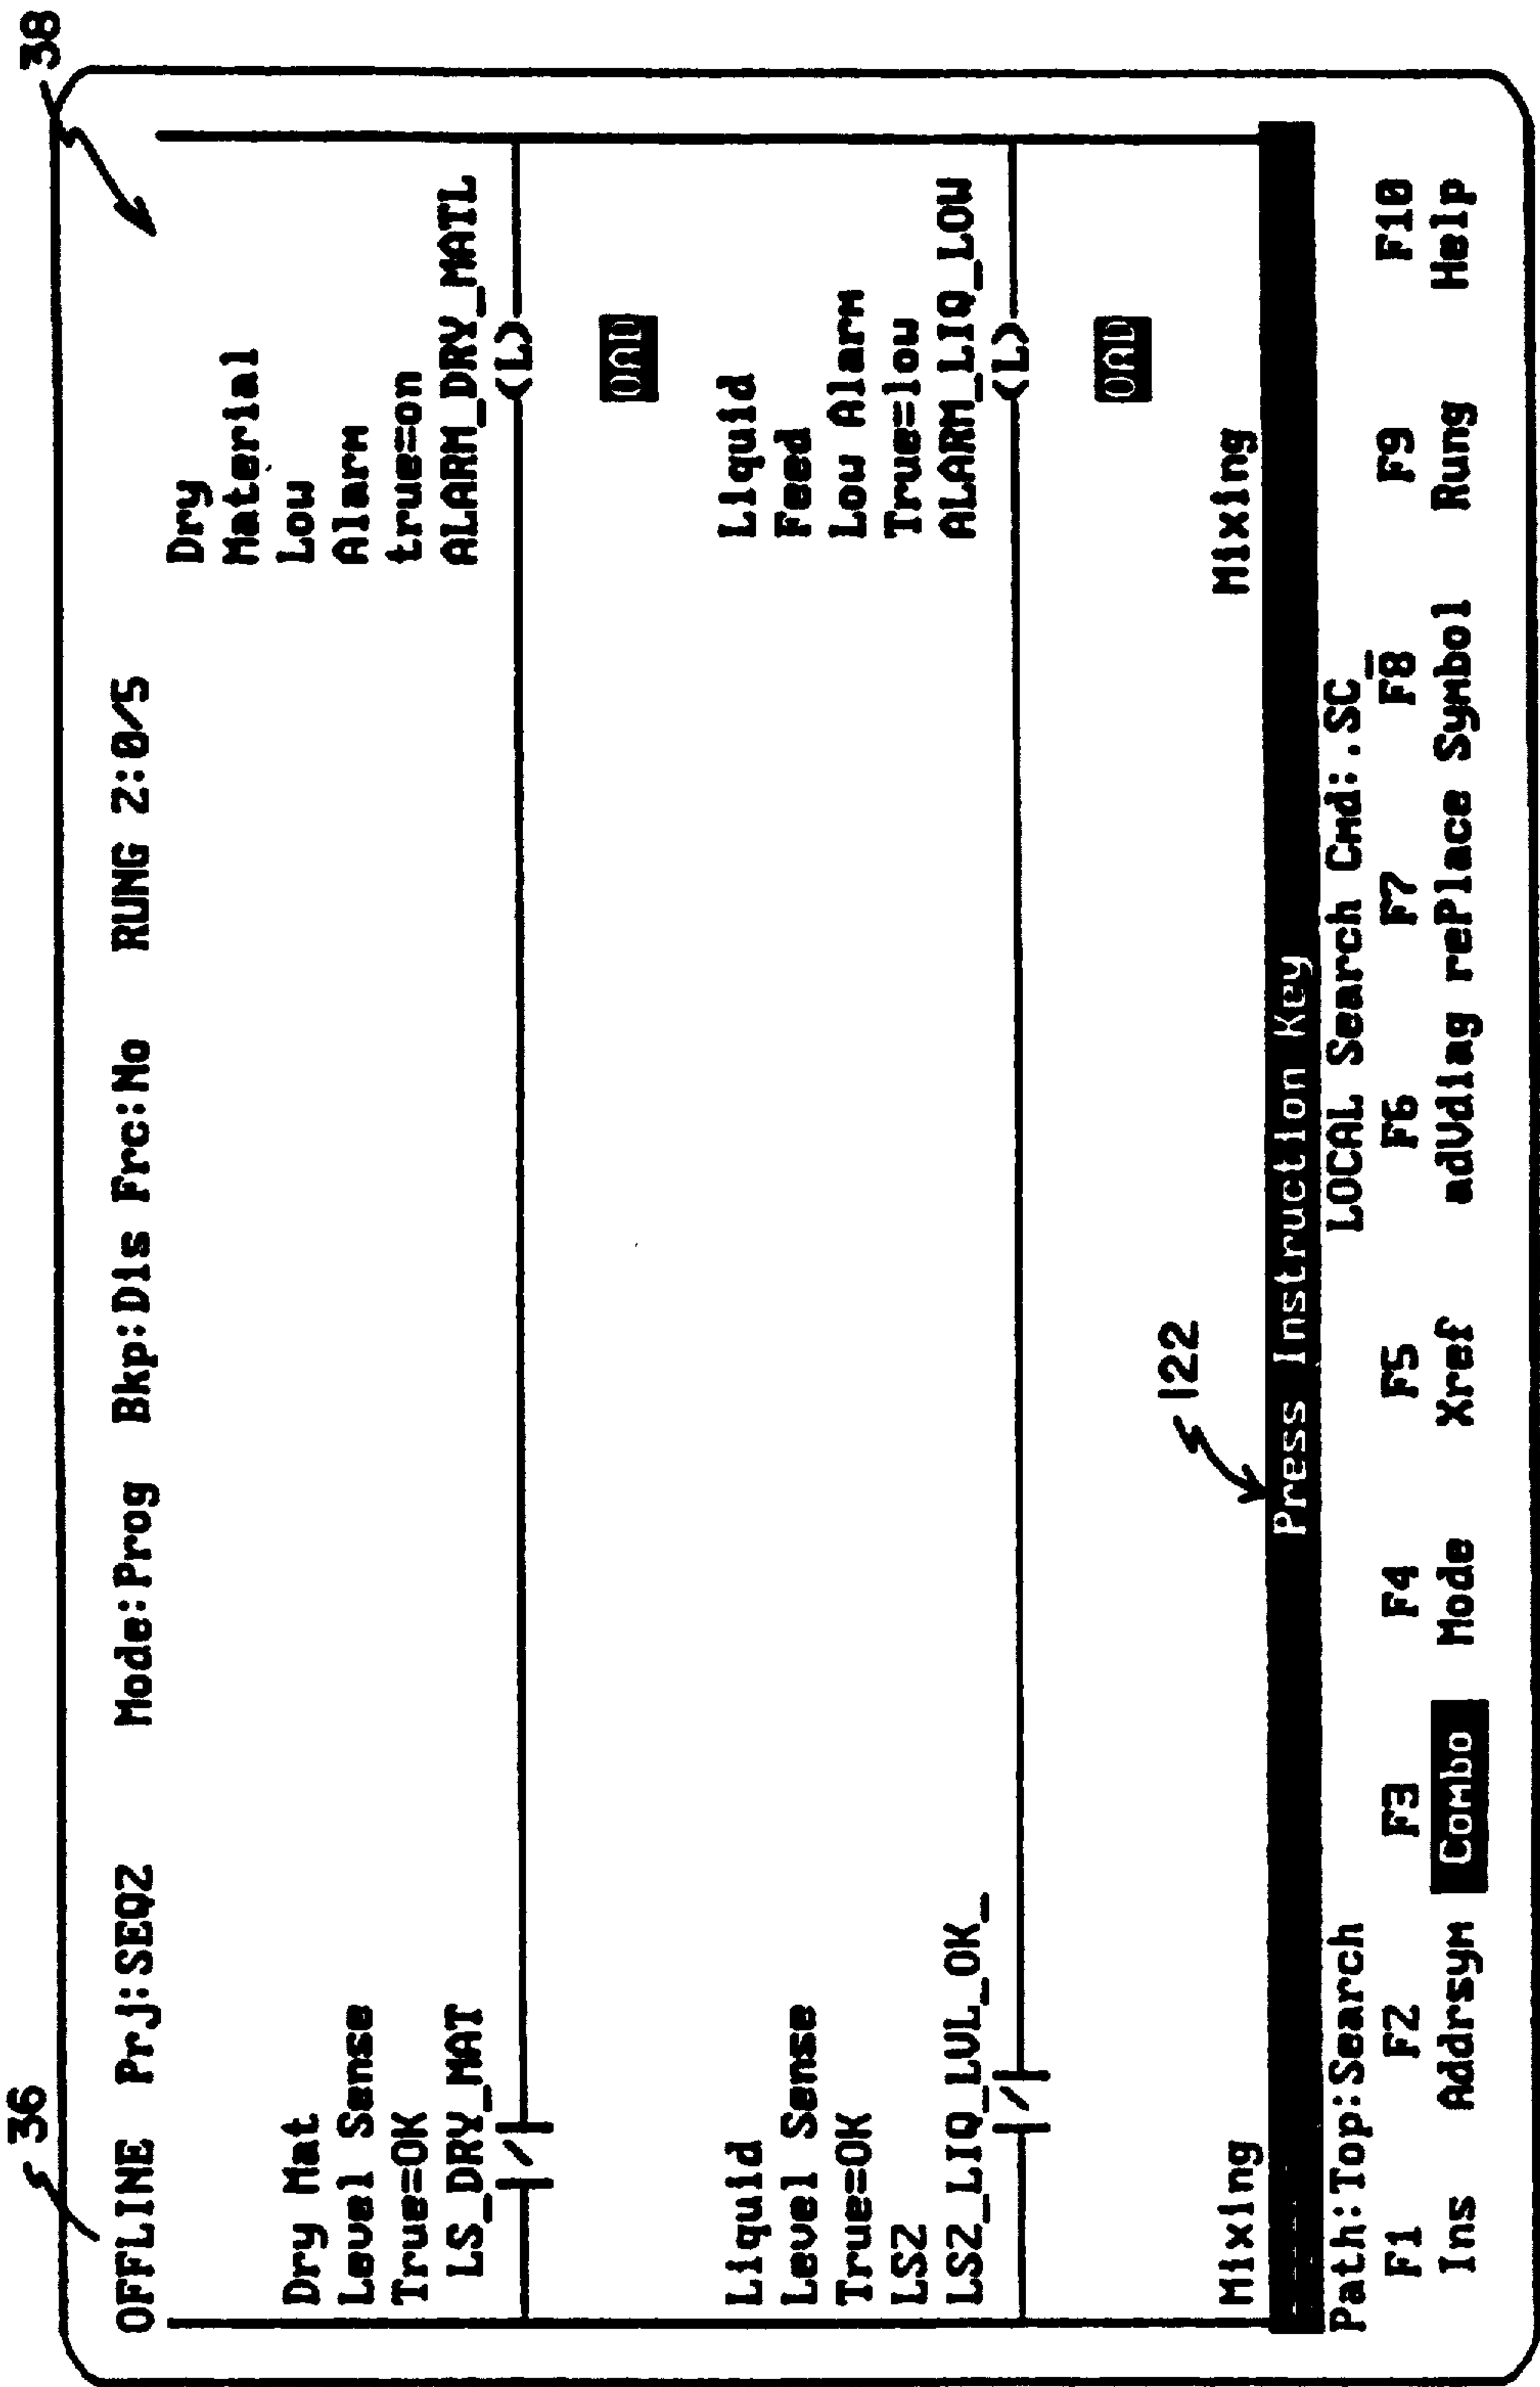 36
38
OFFLINE Prj:SEQ2 Mode:Prog Bkp:Dis Frc:No RUNG 2:0/5
Dry
Material
Dry Mat Low
Level Sense Alarm
True=OK true=on
LS_DRY_MAT ALARM_DRY_MATL
]/[ (L)
Liquid Liquid
Level Sense Feed
True=OK Low Alarm
LS2 True=low
LS2_LIQ_LVL_OK_ ALARM_LIQ_LOW
]/[ (L)
122
Mixing Mixing
Press Instruction Key
Path:Top:Search LOCAL Search Cmd:.SC_
F1 F2 F3 F4 F5 F6 F7 F8 F9 F10
Ins Addrsym Combo Mode Xref adVdiag rePlace Symbol Rung Help